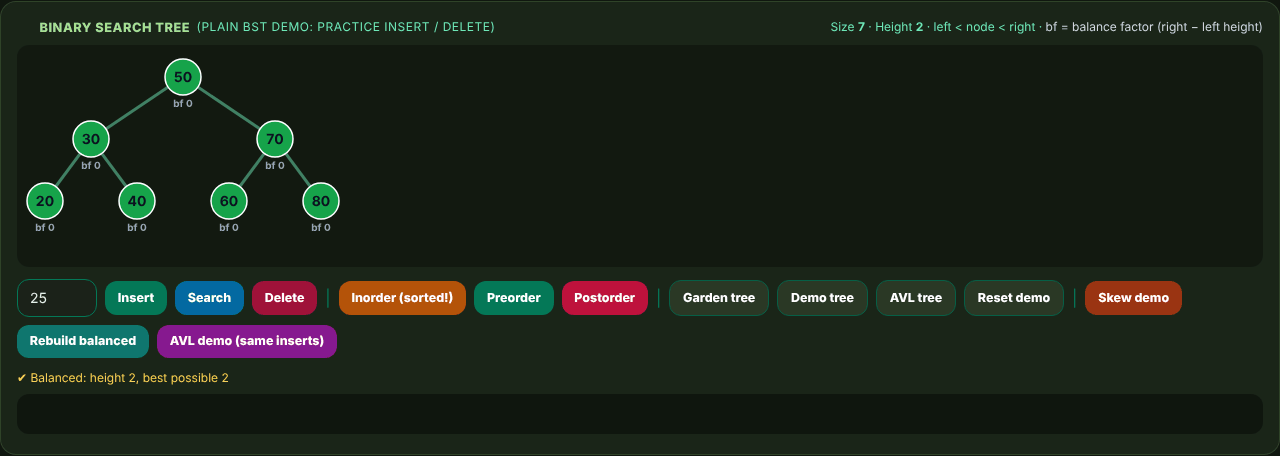 BINARY SEARCH TREE (PLAIN BST DEMO: PRACTICE INSERT / DELETE)
Size 7 · Height 2 · left < node < right · bf = balance factor (right − left height)
50
bf 0
30 70
bf 0 bf 0
20 40 60 80
bf 0 bf 0 bf 0 bf 0
25 Insert Search Delete Inorder (sorted!) Preorder Postorder Garden tree Demo tree AVL tree Reset demo Skew demo
Rebuild balanced AVL demo (same inserts)
✔ Balanced: height 2, best possible 2